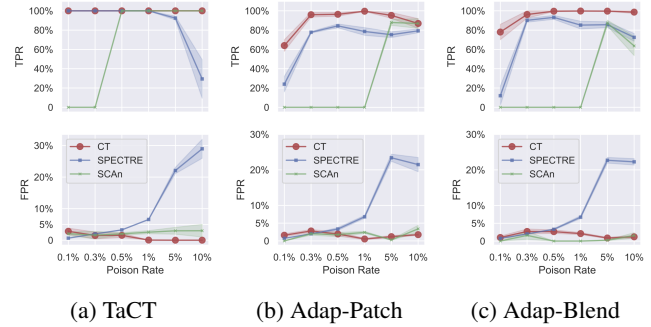 100%
80%
60%
40%
20%
0%
TPR
100%
80%
60%
40%
20%
0%
TPR
100%
80%
60%
40%
20%
0%
TPR
30%
20%
10%
5%
0%
FPR
CT
SPECTRE
SCAn
0.1% 0.3% 0.5% 1% 5% 10%
Poison Rate
30%
20%
10%
5%
0%
FPR
CT
SPECTRE
SCAn
0.1% 0.3% 0.5% 1% 5% 10%
Poison Rate
30%
20%
10%
5%
0%
FPR
CT
SPECTRE
SCAn
0.1% 0.3% 0.5% 1% 5% 10%
Poison Rate
(a) TaCT
(b) Adap-Patch
(c) Adap-Blend